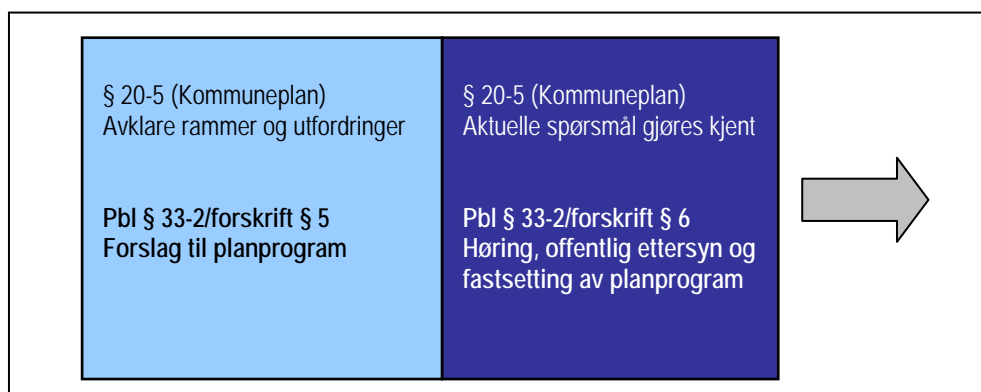 § 20-5 (Kommuneplan)
Avklare rammer og utfordringer
Pbl § 33-2/forskrift § 5
Forslag til planprogram
§ 20-5 (Kommuneplan)
Aktuelle spørsmål gjøres kjent
Pbl § 33-2/forskrift § 6
Høring, offentlig ettersyn og
fastsetting av planprogram